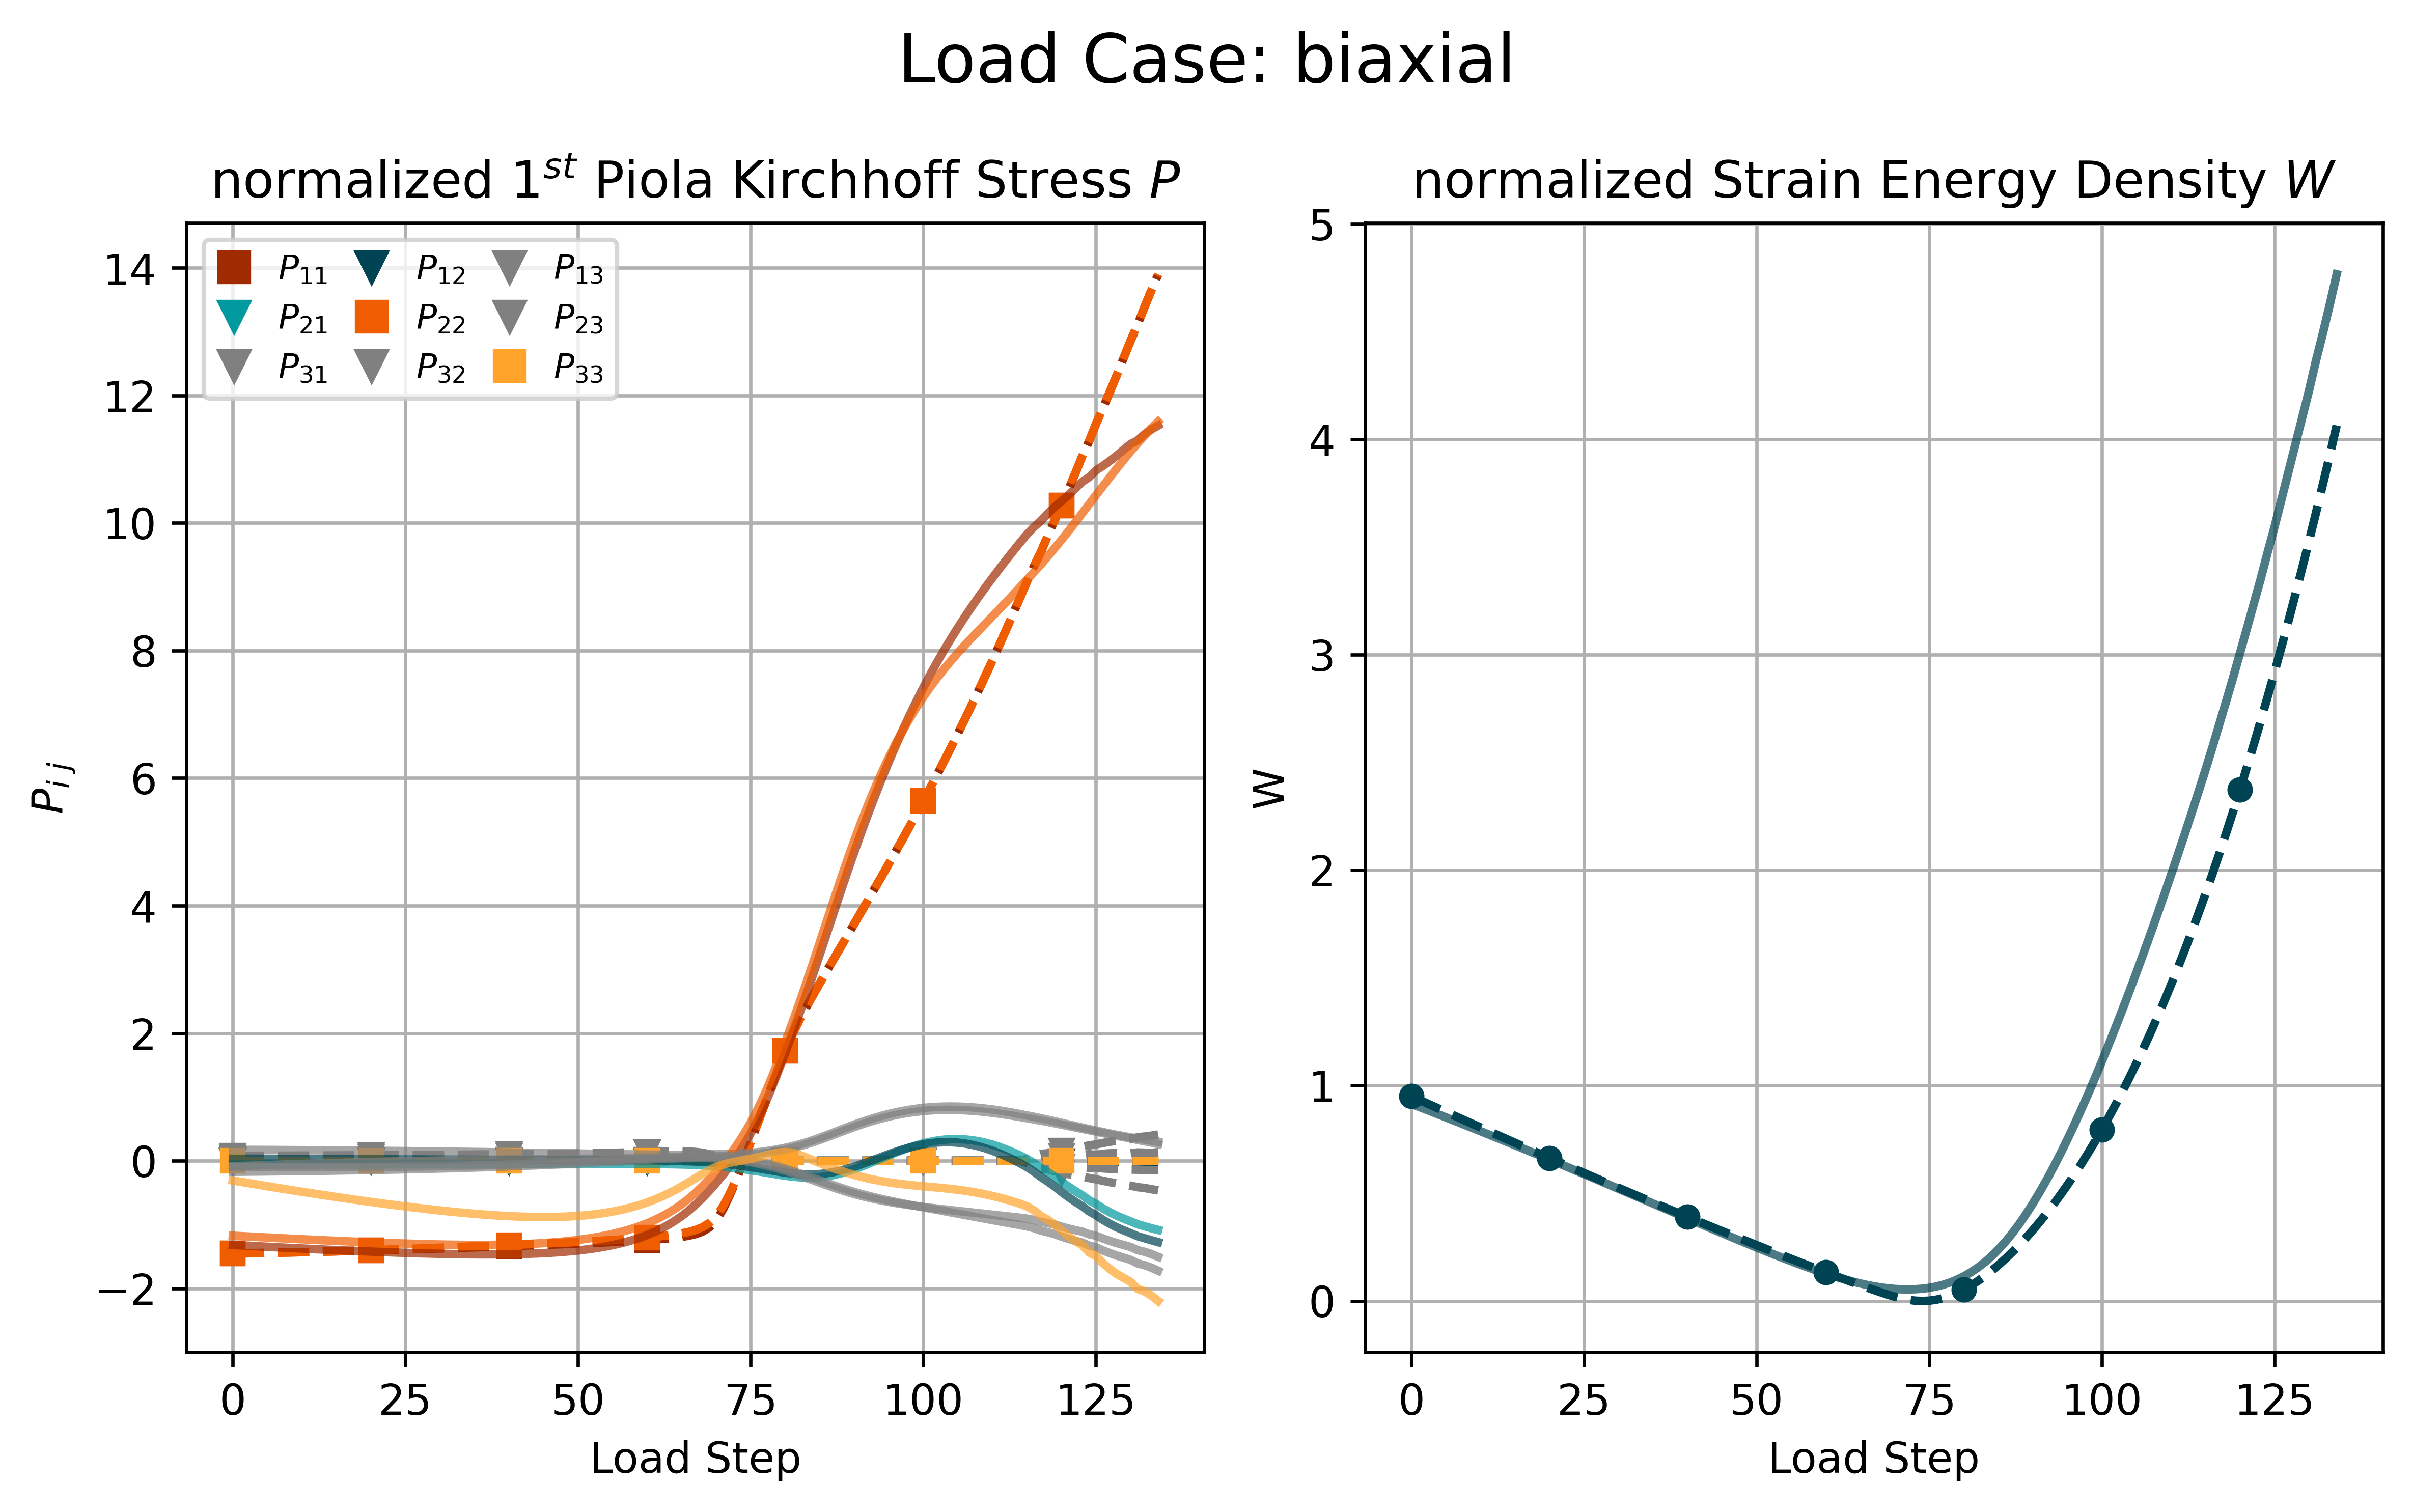 Load Case: biaxial
normalized 1st Piola Kirchhoff Stress P
14
12
10
8
6
4
2
0
−2
P11 P12 P13
P21 P22 P23
P31 P32 P33
Pi j
0 25 50 75 100 125
Load Step
normalized Strain Energy Density W
5
4
3
2
1
0
W
0 25 50 75 100 125
Load Step